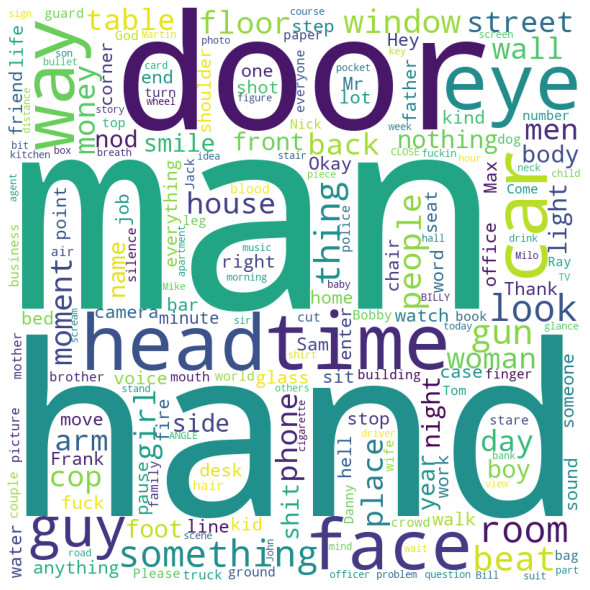 sign guard God course Martin photo paper son bullet
table floor step window Hey screen street
door
way life friend money corner card end turn wheel one shot everyone pocket key Mr lot father figure week wall eye
distance bit kitchen box top nod smile story breath shoulder Nick front back nothing kind number dog men
idea stair Okay CLOSE fuckin hour neck child body
man
agent business air point job everything leg Jack blood piece thing Max Come drink car
silence house music police people hall Milo light
moment name Mike apartment right chair word seat office Ray TV
bed scream bar morning baby home Bobby Thank look
camera minute sir cut Sam enter watch BILLY book today glance
mother brother voice mouth world shirt glass sit building case finger gun woman
head time
picture move stand ANGLE fire side others cigarette phone stop stare Tom night day someone
hand
arm Frank cop pause girl hair desk hell place driver wife bank view year work boy sound
couple fuck family shit Danny crowd walk
water guy foot line kid scene John mind face wait room bag
anything road Please truck something ground officer problem question Bill beat suit part